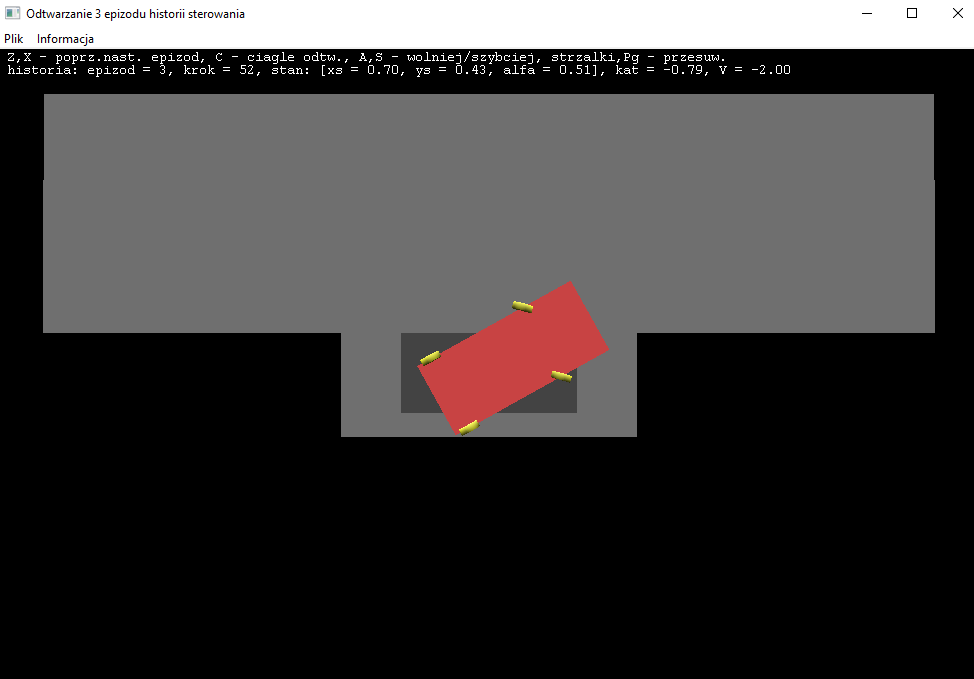 Odtwarzanie 3 epizodu historii sterowania
Plik Informacja
Z,X - poprz.nast. epizod, C - ciagle odtw., A,S - wolniej/szybciej, strzalki,Pg - przesuw.
historia: epizod = 3, krok = 52, stan: [xs = 0.70, ys = 0.43, alfa = 0.51], kat = -0.79, V = -2.00